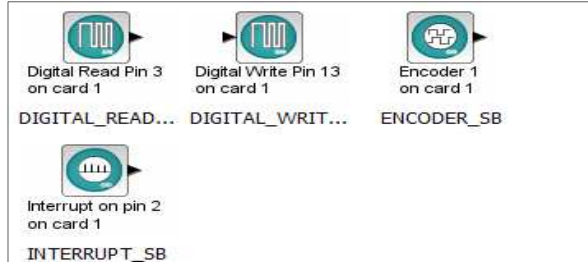 Digital Read Pin 3 Digital Write Pin 13 Encoder 1
on card 1 on card 1 on card 1
DIGITAL_READ... DIGITAL_WRIT... ENCODER_SB
Interrupt on pin 2
on card 1
INTERRUPT_SB